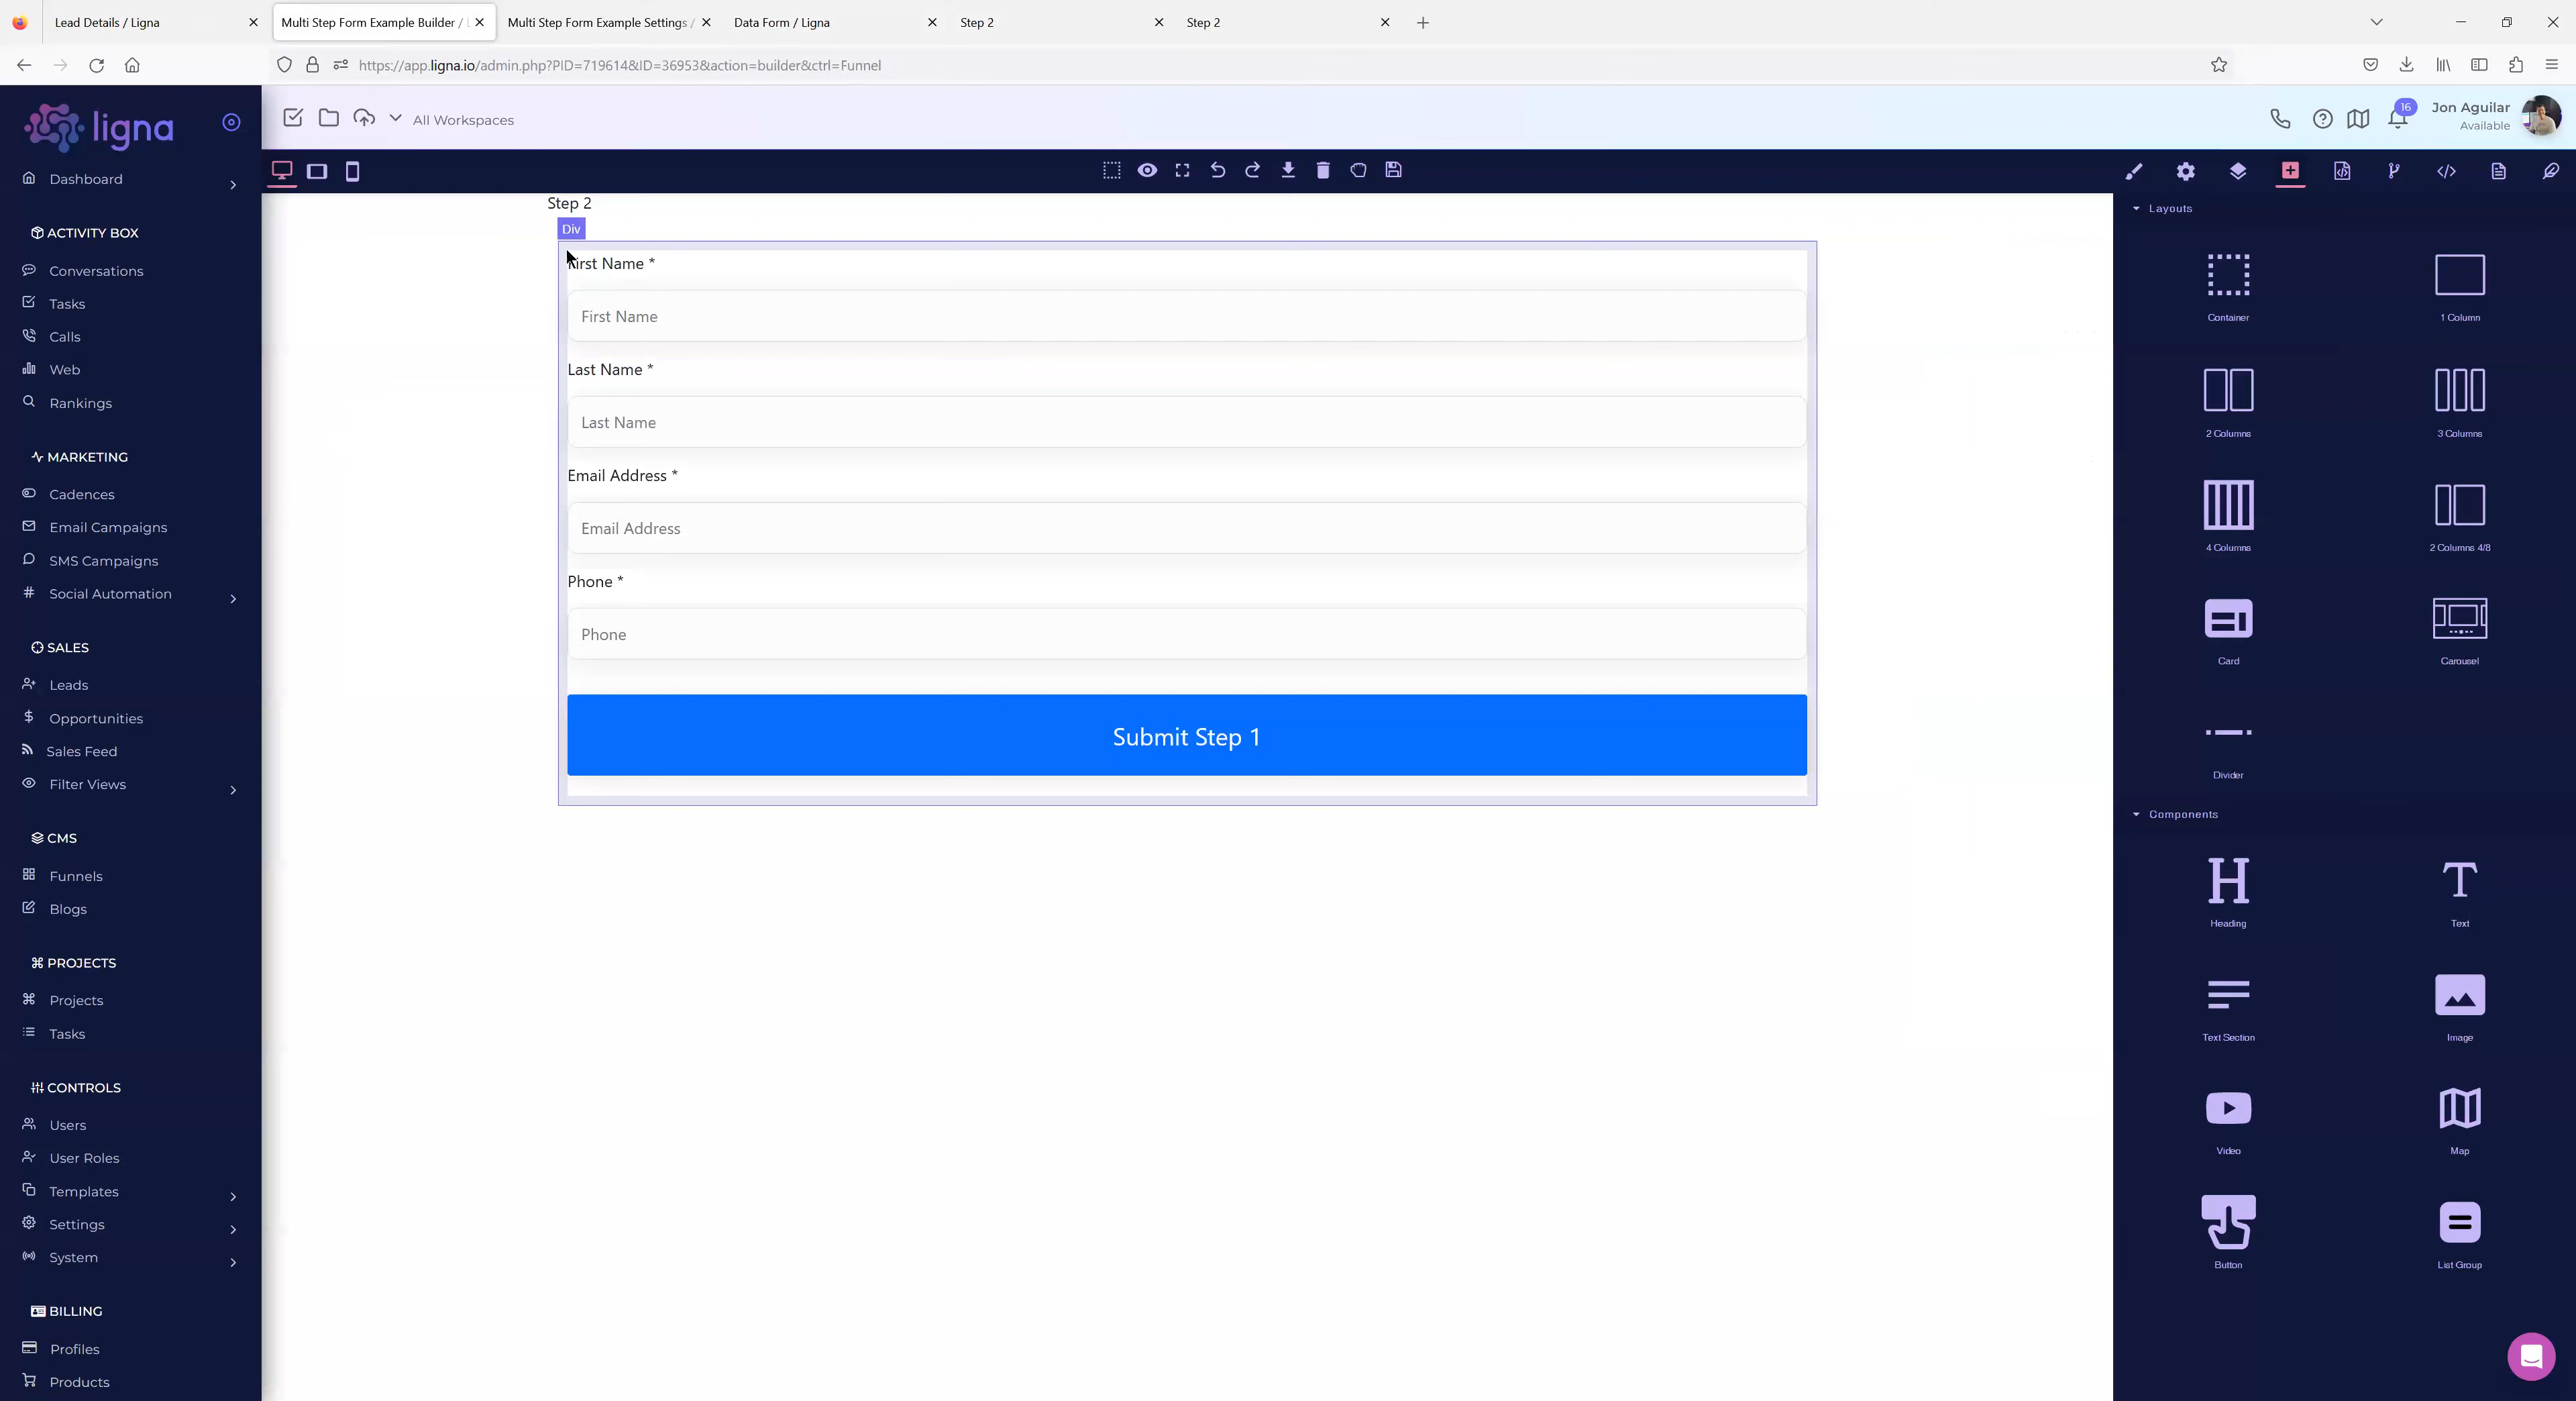 Lead Details / Ligna
Multi Step Form Example Builder /
Multi Step Form Example Settings /
Data Form / Ligna
Step 2
Step 2
https://app.ligna.io/admin.php?PID=719614&ID=36953&action=builder&ctrl=Funnel
ligna
All Workspaces
16
Jon Aguilar
Available
Dashboard
ACTIVITY BOX
Conversations
Tasks
Calls
Web
Rankings
MARKETING
Cadences
Email Campaigns
SMS Campaigns
Social Automation
SALES
Leads
Opportunities
Sales Feed
Filter Views
CMS
Funnels
Blogs
PROJECTS
Projects
Tasks
CONTROLS
Users
User Roles
Templates
Settings
System
BILLING
Profiles
Products
Step 2
Div
First Name *
First Name
Last Name *
Last Name
Email Address *
Email Address
Phone *
Phone
Submit Step 1
Layouts
Container
1 Column
2 Columns
3 Columns
4 Columns
2 Columns 4/8
Card
Carousel
Divider
Components
Heading
Text
Text Section
Image
Video
Map
Button
List Group